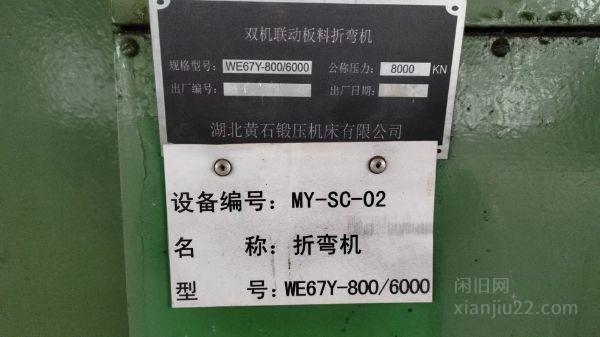 双机联动板料折弯机
规格型号: WE67Y-800/6000 公称压力: 8000 KN
出厂编号: 出厂日期:
湖北黄石锻压机床有限公司
设备编号: MY-SC-02
名 称: 折弯机
型 号: WE67Y-800/6000
闲旧网
xianjiu22.com